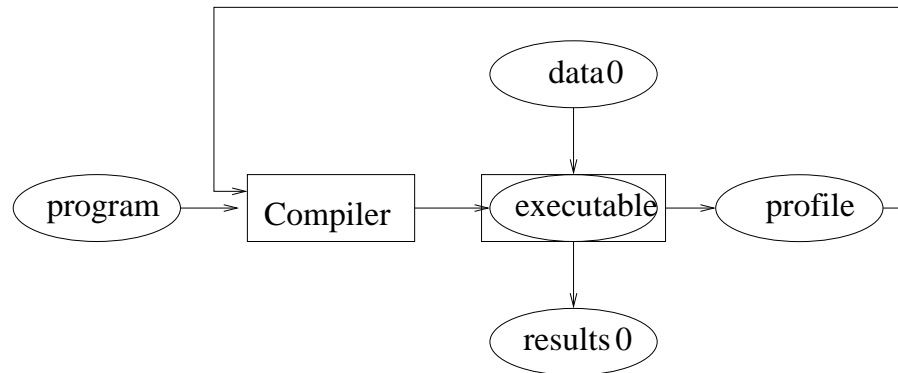 data0
program
Compiler
executable
profile
results0